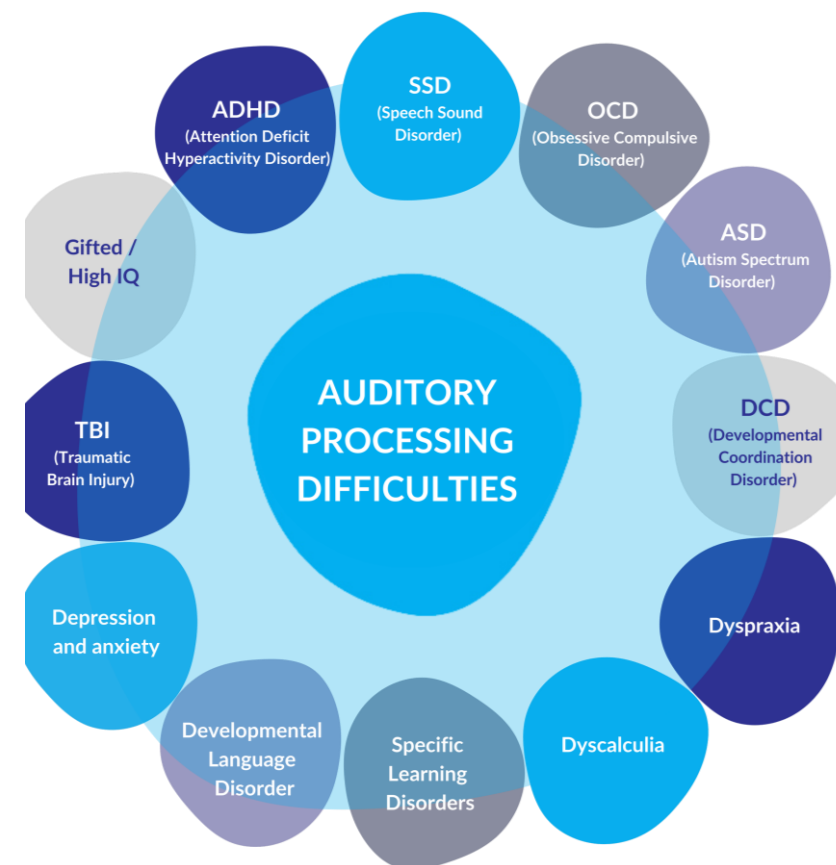 SSD
(Speech Sound
Disorder)
OCD
(Obsessive Compulsive
Disorder)
ASD
(Autism Spectrum
Disorder)
DCD
(Developmental
Coordination
Disorder)
Dyspraxia
Dyscalculia
Specific
Learning
Disorders
Developmental
Language
Disorder
Depression
and anxiety
TBI
(Traumatic
Brain Injury)
Gifted /
High IQ
ADHD
(Attention Deficit
Hyperactivity Disorder)
AUDITORY
PROCESSING
DIFFICULTIES